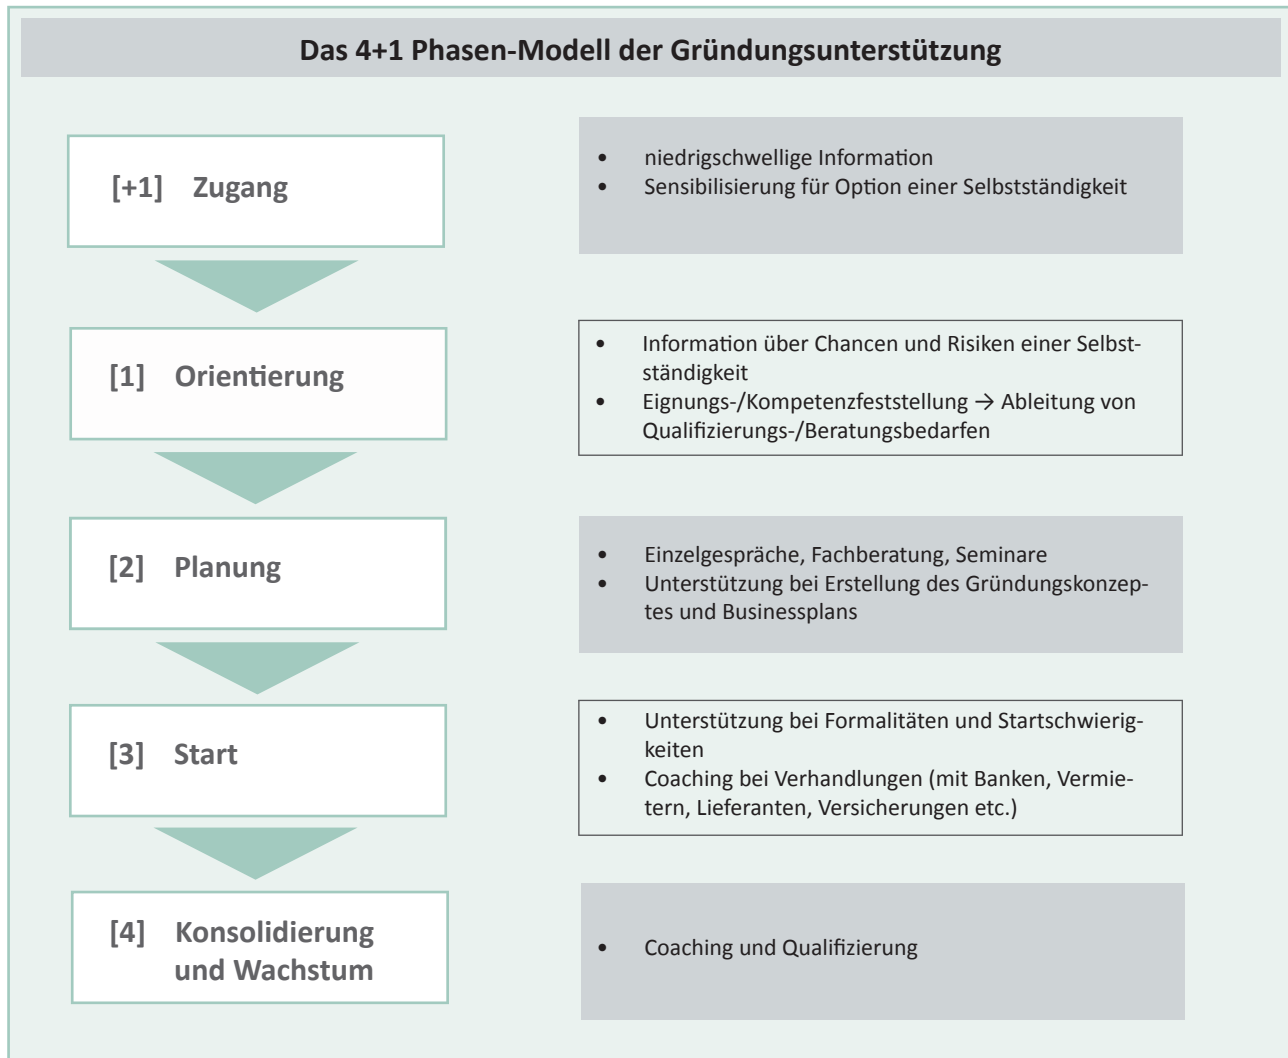 Das 4+1 Phasen-Modell der Gründungsunterstützung
[+1] Zugang
• niedrigschwellige Information
• Sensibilisierung für Option einer Selbstständigkeit
[1] Orientierung
• Information über Chancen und Risiken einer Selbst-
ständigkeit
• Eignungs-/Kompetenzfeststellung → Ableitung von
Qualifizierungs-/Beratungsbedarfen
[2] Planung
• Einzelgespräche, Fachberatung, Seminare
• Unterstützung bei Erstellung des Gründungskonzep-
tes und Businessplans
[3] Start
• Unterstützung bei Formalitäten und Startschwierig-
keiten
• Coaching bei Verhandlungen (mit Banken, Vermie-
tern, Lieferanten, Versicherungen etc.)
[4] Konsolidierung
und Wachstum
• Coaching und Qualifizierung